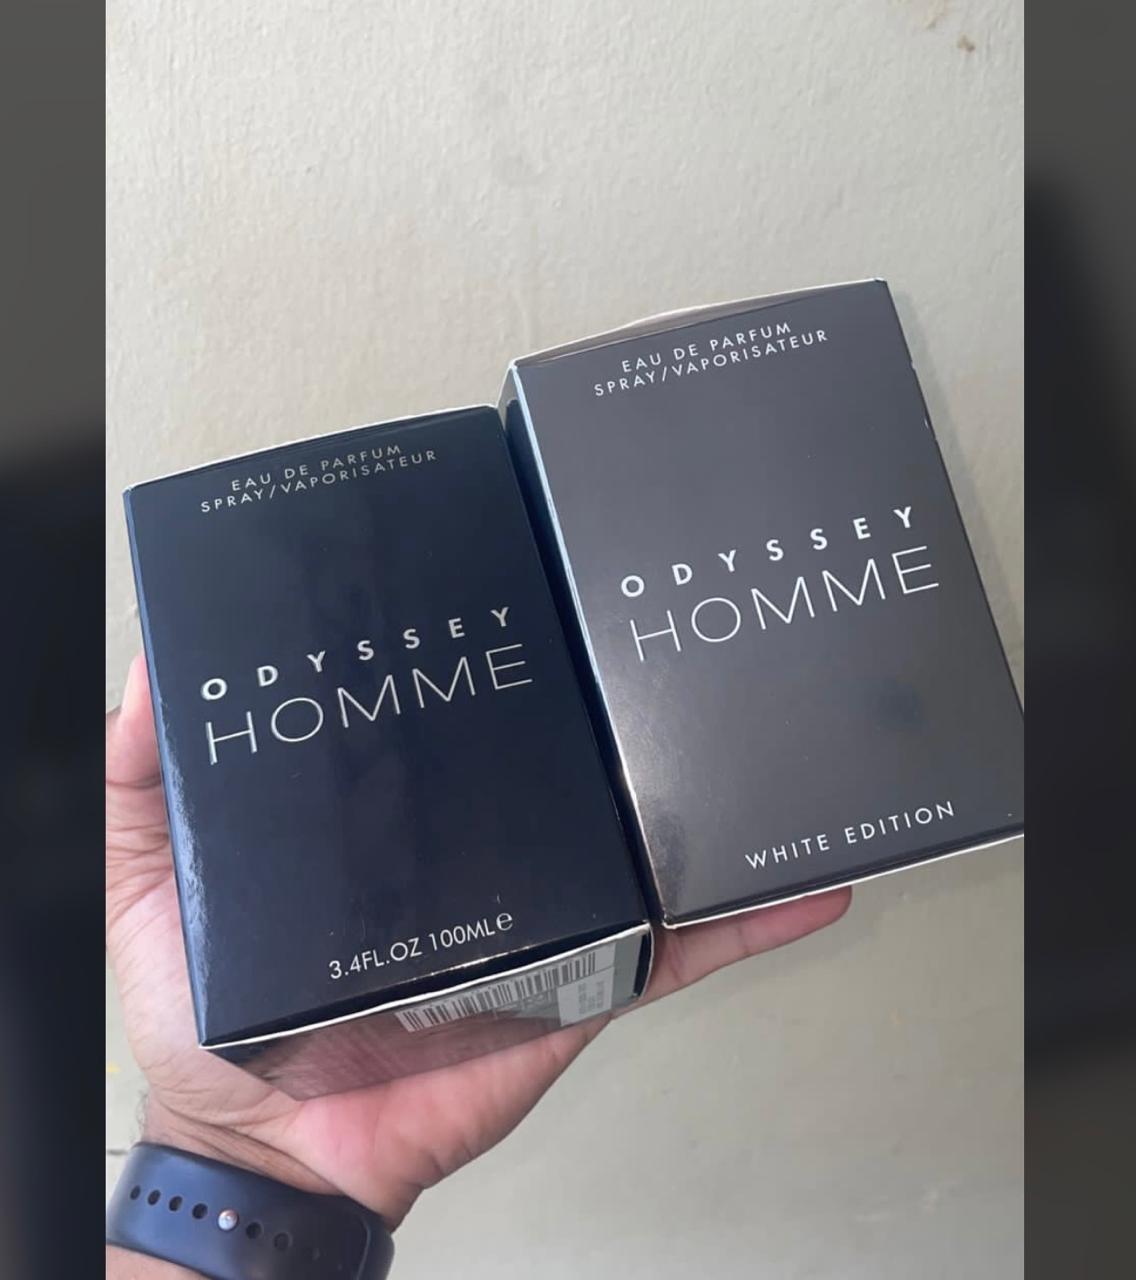 EAU DE PARFUM
SPRAY/VAPORISATEUR
ODYSSEY
HOMME
3.4FL.OZ 100ML℮
EAU DE PARFUM
SPRAY/VAPORISATEUR
ODYSSEY
HOMME
WHITE EDITION